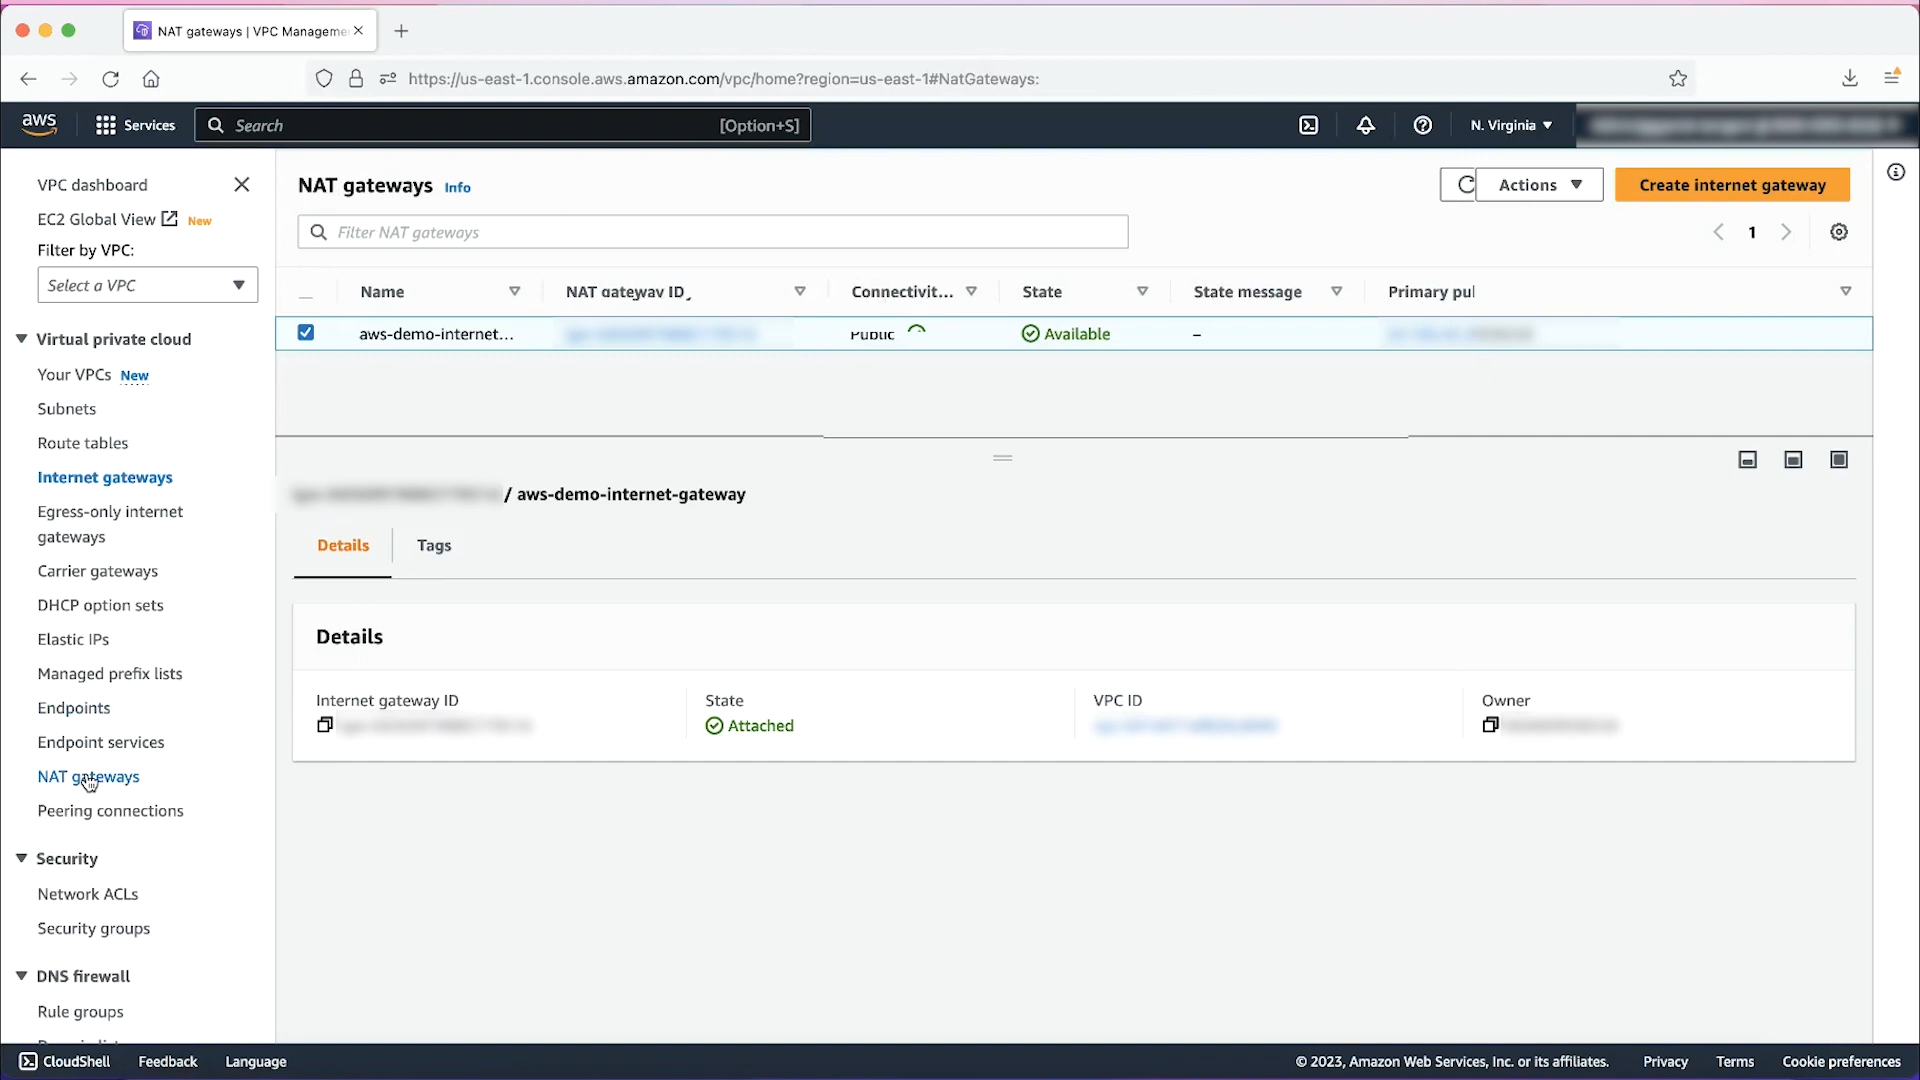 NAT gateways | VPC Manageme
https://us-east-1.console.aws.amazon.com/vpc/home?region=us-east-1#NatGateways:
aws
Services
Search
[Option+S]
N. Virginia
VPC dashboard
EC2 Global View New
Filter by VPC:
Select a VPC
Virtual private cloud
Your VPCs New
Subnets
Route tables
Internet gateways
Egress-only internet
gateways
Carrier gateways
DHCP option sets
Elastic IPs
Managed prefix lists
Endpoints
Endpoint services
NAT gateways
Peering connections
Security
Network ACLs
Security groups
DNS firewall
Rule groups
NAT gateways Info
Actions
Create internet gateway
Filter NAT gateways
1
Name
NAT gateway ID
Connectivit...
State
State message
Primary pul
aws-demo-internet...
Public
Available
–
/ aws-demo-internet-gateway
Details
Tags
Details
Internet gateway ID
State
Attached
VPC ID
Owner
CloudShell
Feedback
Language
© 2023, Amazon Web Services, Inc. or its affiliates.
Privacy
Terms
Cookie preferences